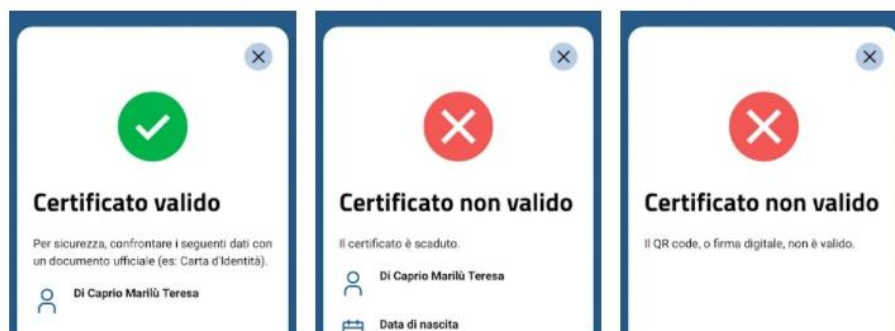 Certificato valido
Per sicurezza, confrontare i seguenti dati con
un documento ufficiale (es: Carta d'Identità).
Di Caprio Marilù Teresa
Certificato non valido
Il certificato è scaduto.
Di Caprio Marilù Teresa
Data di nascita
Certificato non valido
Il QR code, o firma digitale, non è valido.